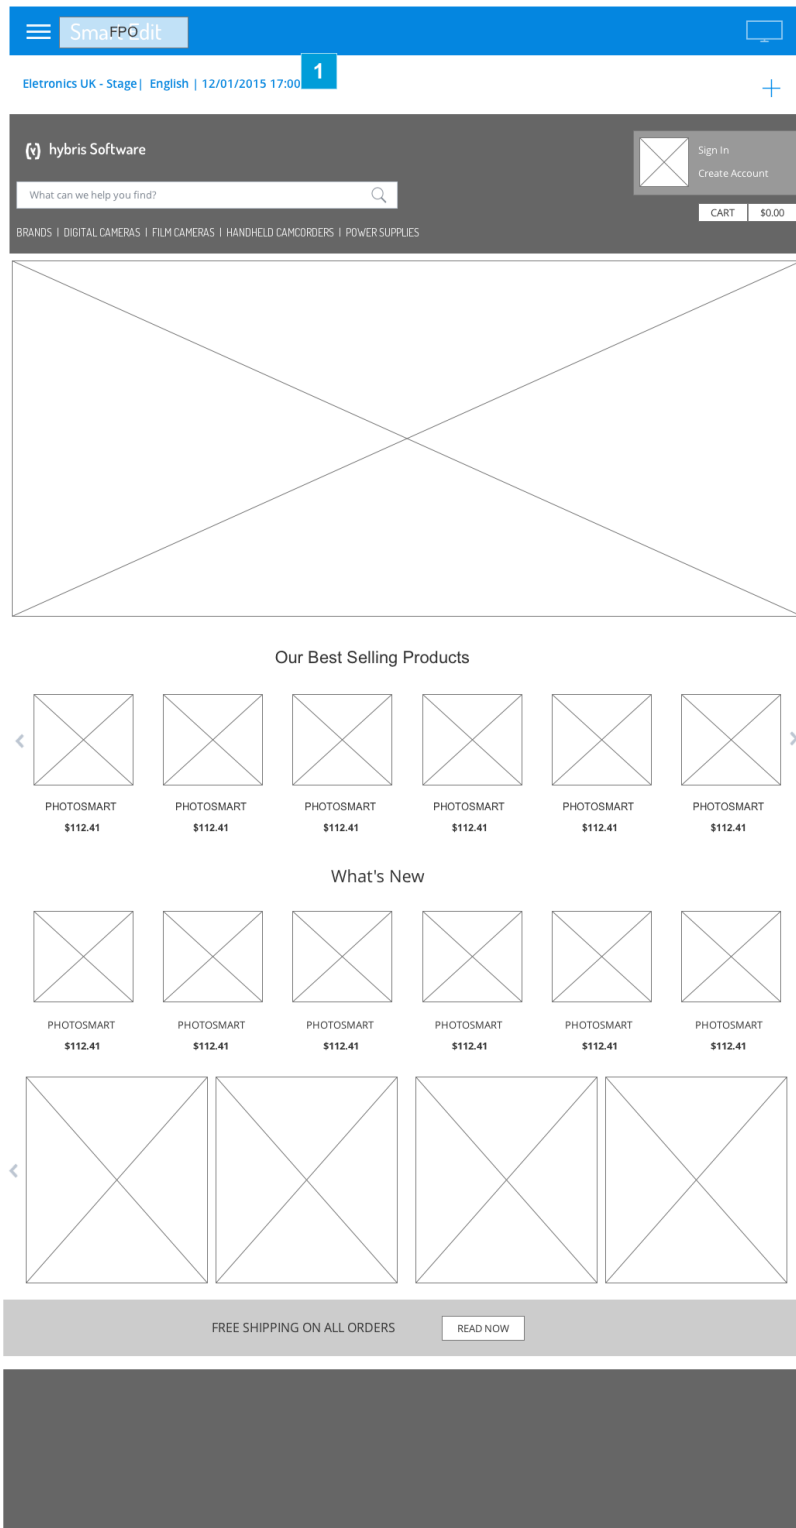 Smart Edit
FPO
Eletronics UK - Stage| English | 12/01/2015 17:00
1
hybris Software
Sign In
Create Account
What can we help you find?
CART $0.00
BRANDS | DIGITAL CAMERAS | FILM CAMERAS | HANDHELD CAMCORDERS | POWER SUPPLIES
Our Best Selling Products
PHOTOSMART PHOTOSMART PHOTOSMART PHOTOSMART PHOTOSMART PHOTOSMART
$112.41 $112.41 $112.41 $112.41 $112.41 $112.41
What's New
PHOTOSMART PHOTOSMART PHOTOSMART PHOTOSMART PHOTOSMART PHOTOSMART
$112.41 $112.41 $112.41 $112.41 $112.41 $112.41
FREE SHIPPING ON ALL ORDERS READ NOW